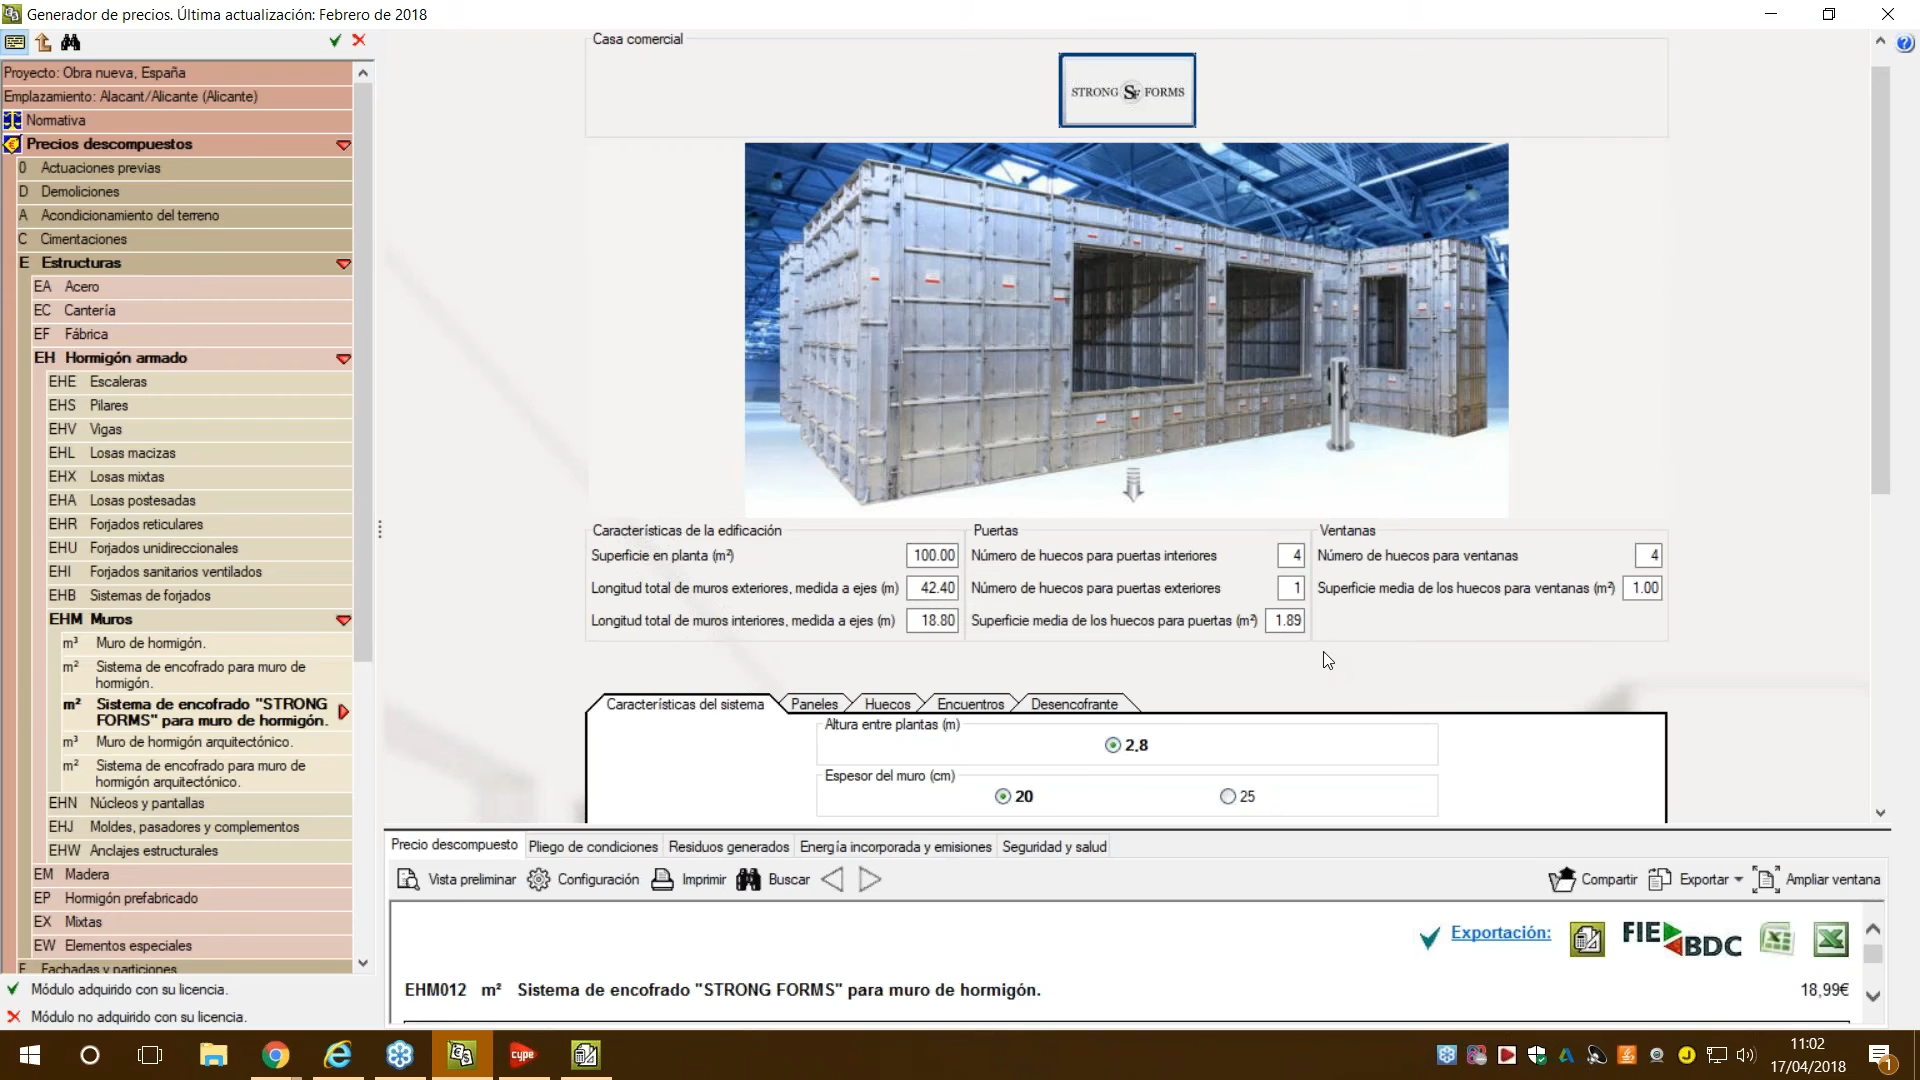 Generador de precios. Última actualización: Febrero de 2018
Proyecto: Obra nueva, España
Emplazamiento: Alacant/Alicante (Alicante)
Normativa
Precios descompuestos
0 Actuaciones previas
D Demoliciones
A Acondicionamiento del terreno
C Cimentaciones
E Estructuras
EA Acero
EC Cantería
EF Fábrica
EH Hormigón armado
EHE Escaleras
EHS Pilares
EHV Vigas
EHL Losas macizas
EHX Losas mixtas
EHA Losas postesadas
EHR Forjados reticulares
EHU Forjados unidireccionales
EHI Forjados sanitarios ventilados
EHB Sistemas de forjados
EHM Muros
m³ Muro de hormigón.
m² Sistema de encofrado para muro de
hormigón.
m² Sistema de encofrado "STRONG
FORMS" para muro de hormigón.
m³ Muro de hormigón arquitectónico.
m² Sistema de encofrado para muro de
hormigón arquitectónico.
EHN Núcleos y pantallas
EHJ Moldes, pasadores y complementos
EHW Anclajes estructurales
EM Madera
EP Hormigón prefabricado
EX Mixtas
EW Elementos especiales
F Fachadas y particiones
Módulo adquirido con su licencia.
Módulo no adquirido con su licencia.
Casa comercial
STRONG SF FORMS
Características de la edificación
Superficie en planta (m²) 100.00
Longitud total de muros exteriores, medida a ejes (m) 42.40
Longitud total de muros interiores, medida a ejes (m) 18.80
Puertas
Número de huecos para puertas interiores 4
Número de huecos para puertas exteriores 1
Superficie media de los huecos para puertas (m²) 1.89
Ventanas
Número de huecos para ventanas 4
Superficie media de los huecos para ventanas (m²) 1.00
Características del sistema Paneles Huecos Encuentros Desencofrante
Altura entre plantas (m)
2,8
Espesor del muro (cm)
20 25
Precio descompuesto Pliego de condiciones Residuos generados Energía incorporada y emisiones Seguridad y salud
Vista preliminar Configuración Imprimir Buscar Compartir Exportar Ampliar ventana
Exportación: FIE BDC
EHM012 m² Sistema de encofrado "STRONG FORMS" para muro de hormigón. 18,99€
cype
11:02
17/04/2018
1